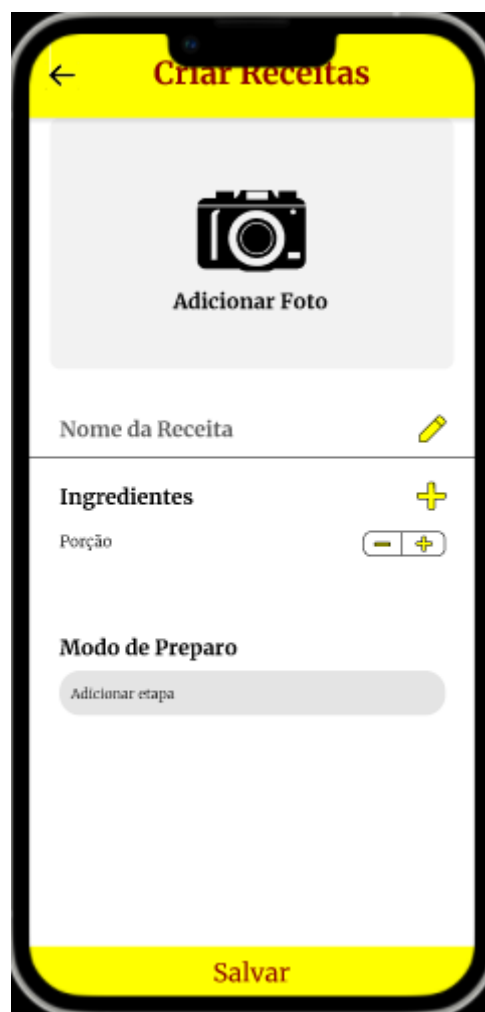 Criar Receitas
Adicionar Foto
Nome da Receita
Ingredientes
Porção
Modo de Preparo
Adicionar etapa
Salvar